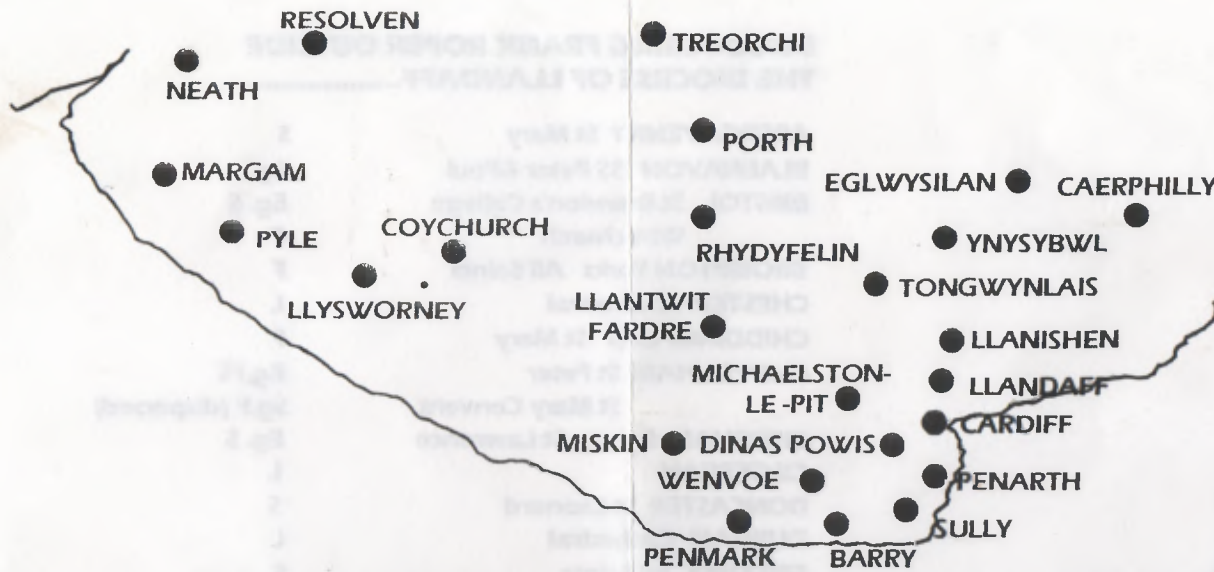 RESOLVEN
TREORCHI
NEATH
PORTH
MARGAM
EGLWYSILAN
CAERPHILLY
PYLE
COYCHURCH
RHYDYFELIN
YNYSYBWL
LLYSWORNEY
TONGWYNLAIS
LLANTWIT
FARDRE
LLANISHEN
MICHAELSTON-
LE -PIT
LLANDAFF
CARDIFF
MISKIN
DINAS POWIS
WENVOE
PENARTH
SULLY
PENMARK
BARRY